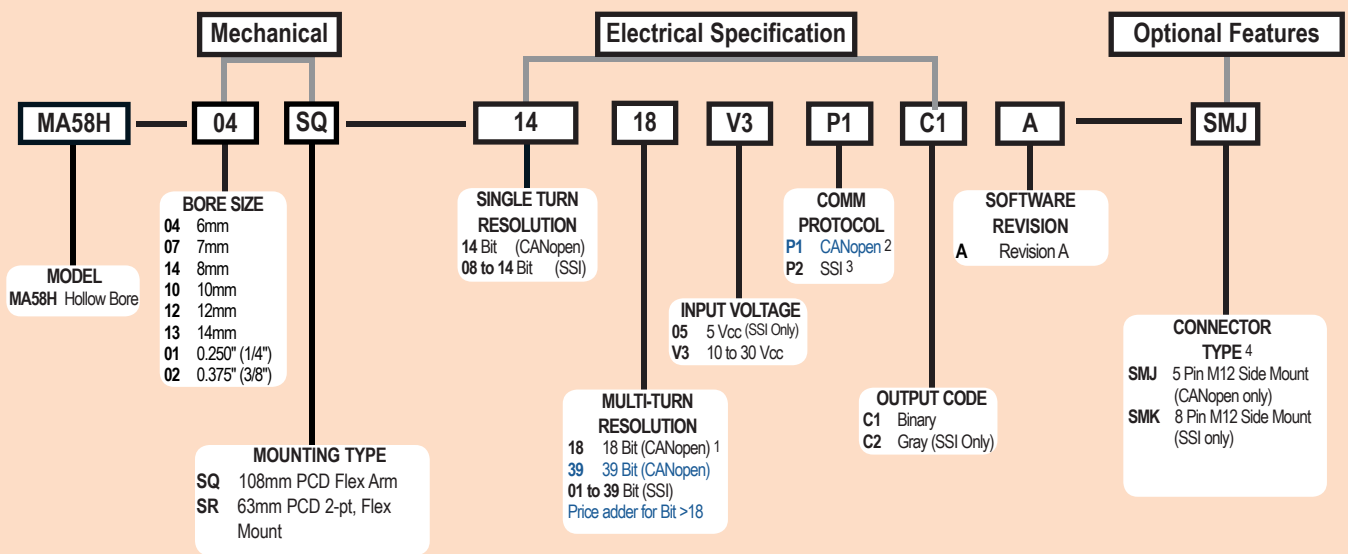 Mechanical
Electrical Specification
Optional Features
MA58H
04
SQ
14
18
V3
P1
C1
A
SMJ
MODEL
MA58H Hollow Bore
BORE SIZE
04 6mm
07 7mm
14 8mm
10 10mm
12 12mm
13 14mm
01 0.250" (1/4")
02 0.375" (3/8")
MOUNTING TYPE
SQ 108mm PCD Flex Arm
SR 63mm PCD 2-pt, Flex
Mount
SINGLE TURN
RESOLUTION
14 Bit (CANopen)
08 to 14 Bit (SSI)
MULTI-TURN
RESOLUTION
18 18 Bit (CANopen) 1
39 39 Bit (CANopen)
01 to 39 Bit (SSI)
Price adder for Bit >18
INPUT VOLTAGE
05 5 Vcc (SSI Only)
V3 10 to 30 Vcc
COMM
PROTOCOL
P1 CANopen 2
P2 SSI 3
OUTPUT CODE
C1 Binary
C2 Gray (SSI Only)
SOFTWARE
REVISION
A Revision A
CONNECTOR
TYPE 4
SMJ 5 Pin M12 Side Mount
(CANopen only)
SMK 8 Pin M12 Side Mount
(SSI only)